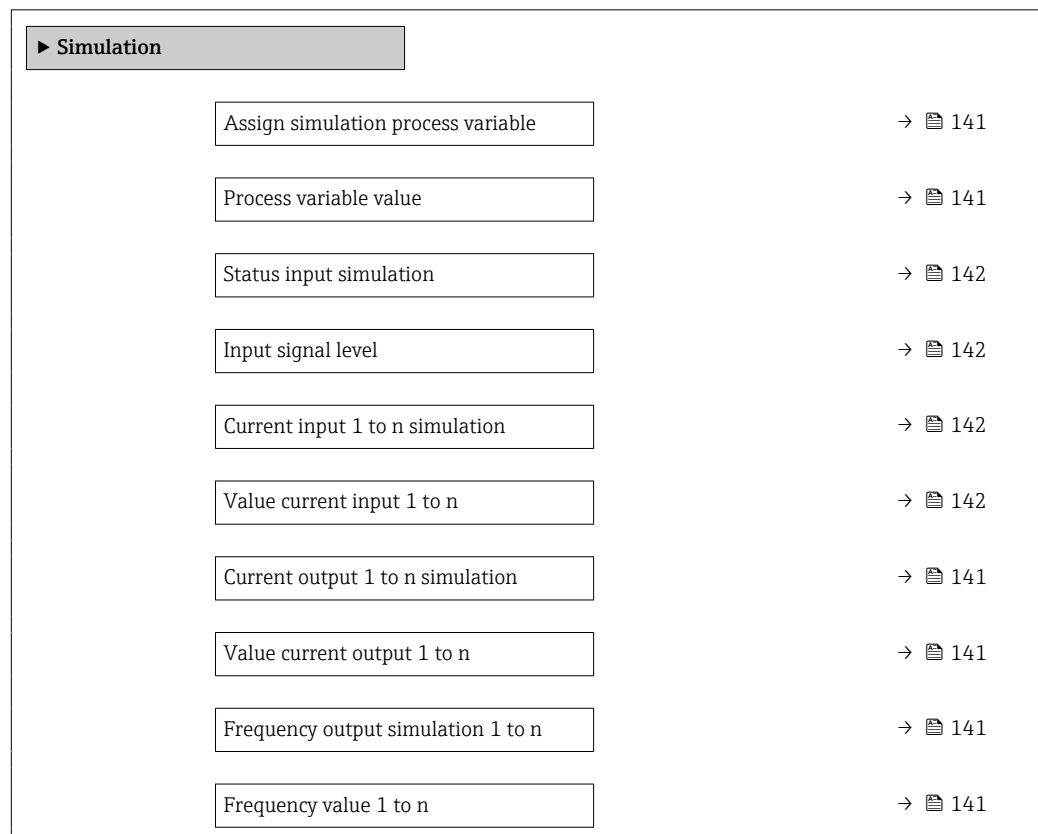 ▶ Simulation
Assign simulation process variable → 🖹 141
Process variable value → 🖹 141
Status input simulation → 🖹 142
Input signal level → 🖹 142
Current input 1 to n simulation → 🖹 142
Value current input 1 to n → 🖹 142
Current output 1 to n simulation → 🖹 141
Value current output 1 to n → 🖹 141
Frequency output simulation 1 to n → 🖹 141
Frequency value 1 to n → 🖹 141